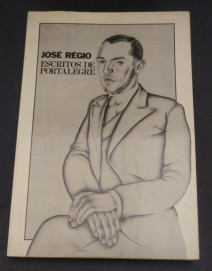 JOSÉ RÉGIO
ESCRITOS DE
PORTALEGRE